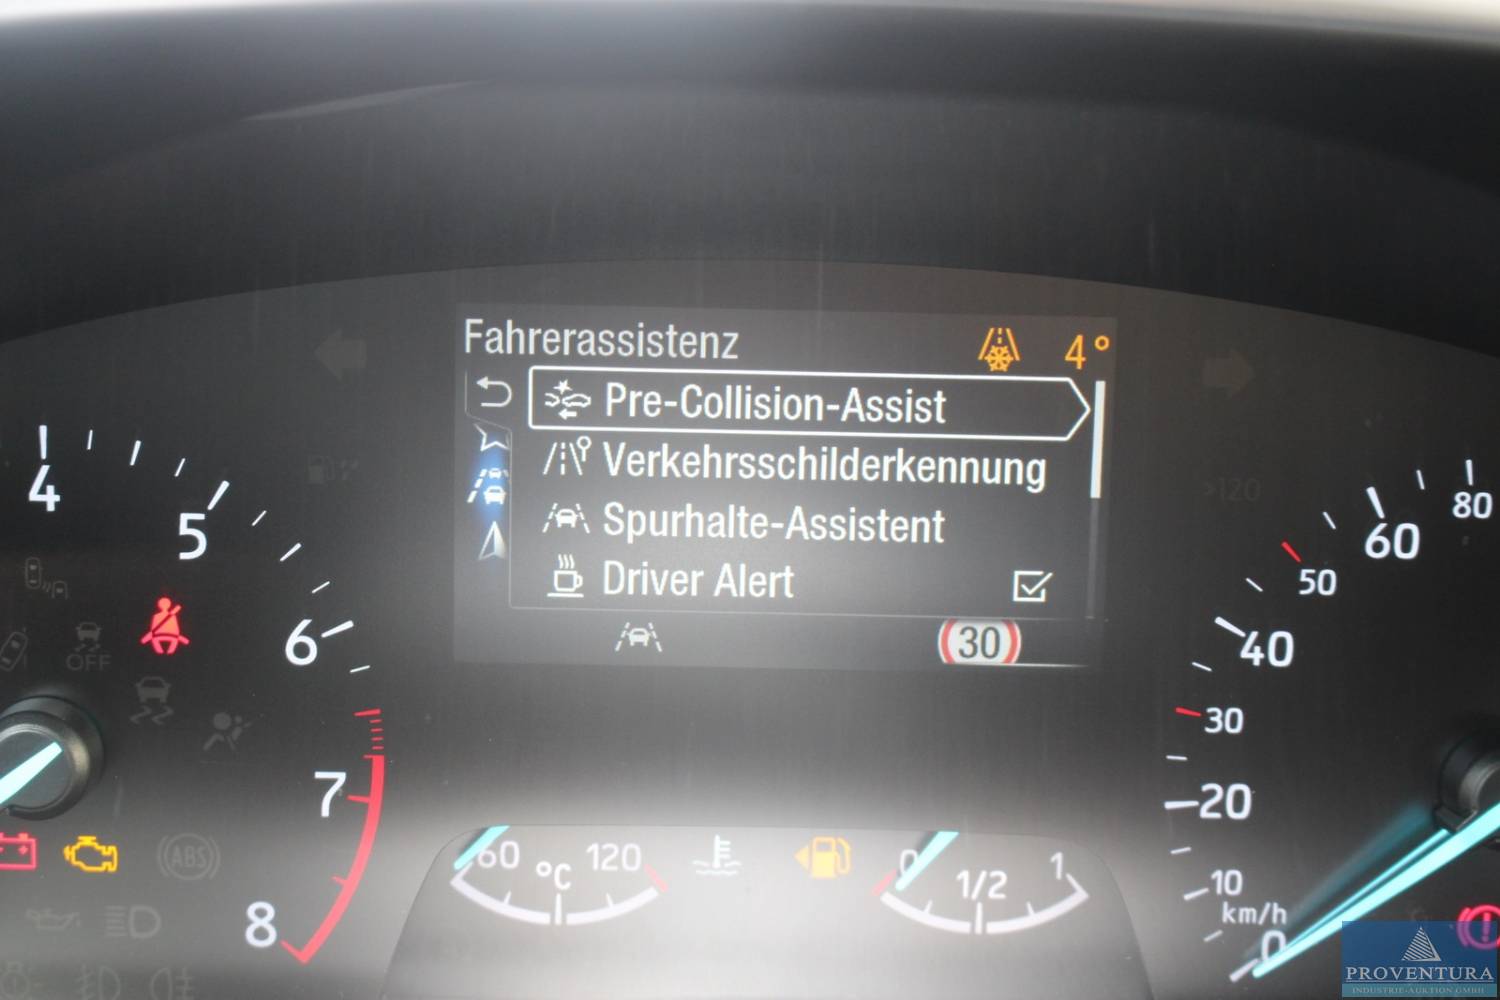 Fahrerassistenz 4°
Pre-Collision-Assist
Verkehrsschilderkennung
Spurhalte-Assistent
Driver Alert
30
4
5
6
7
8
OFF
ABS
60 °C 120
0 1/2 1
>120
80
60
50
40
30
20
10
km/h
0
PROVENTURA
INDUSTRIE-AUKTION GMBH